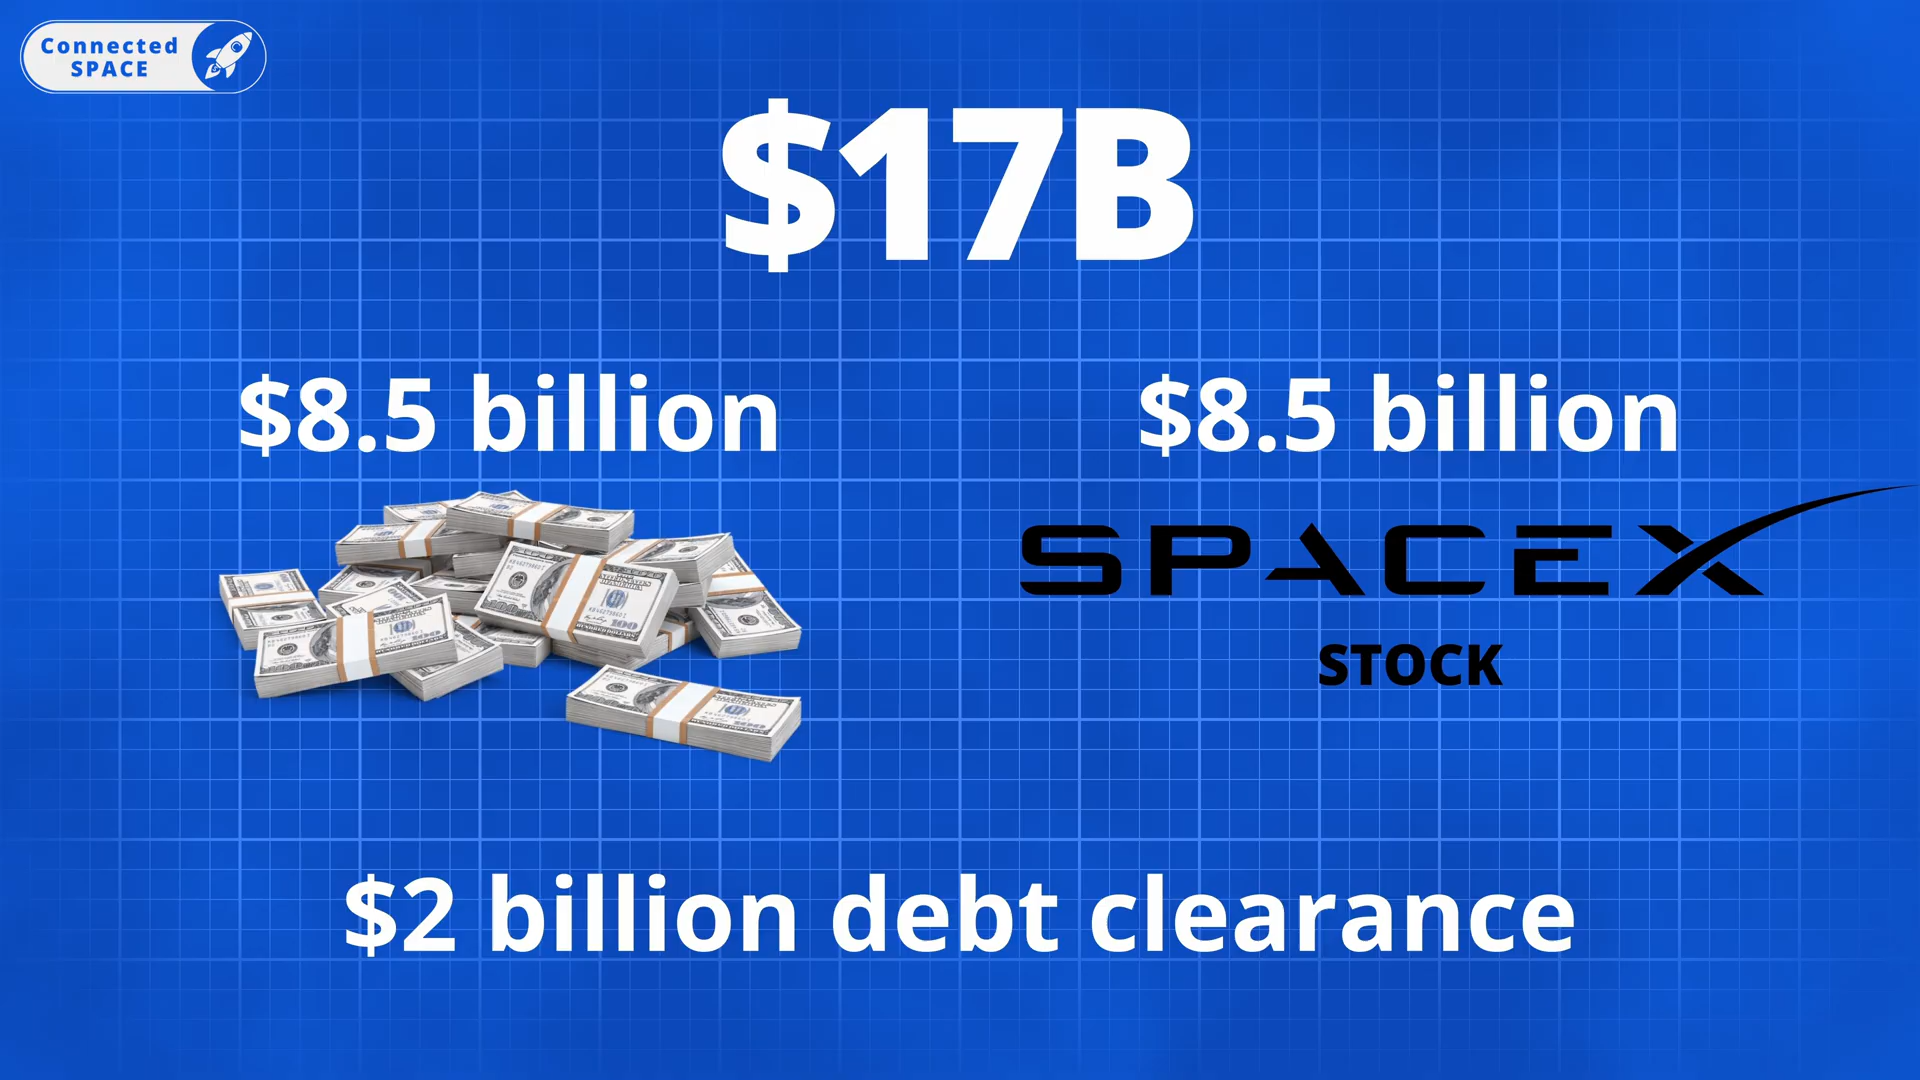 Connected
SPACE
$17B
$8.5 billion
$8.5 billion
SPACEX
STOCK
$2 billion debt clearance